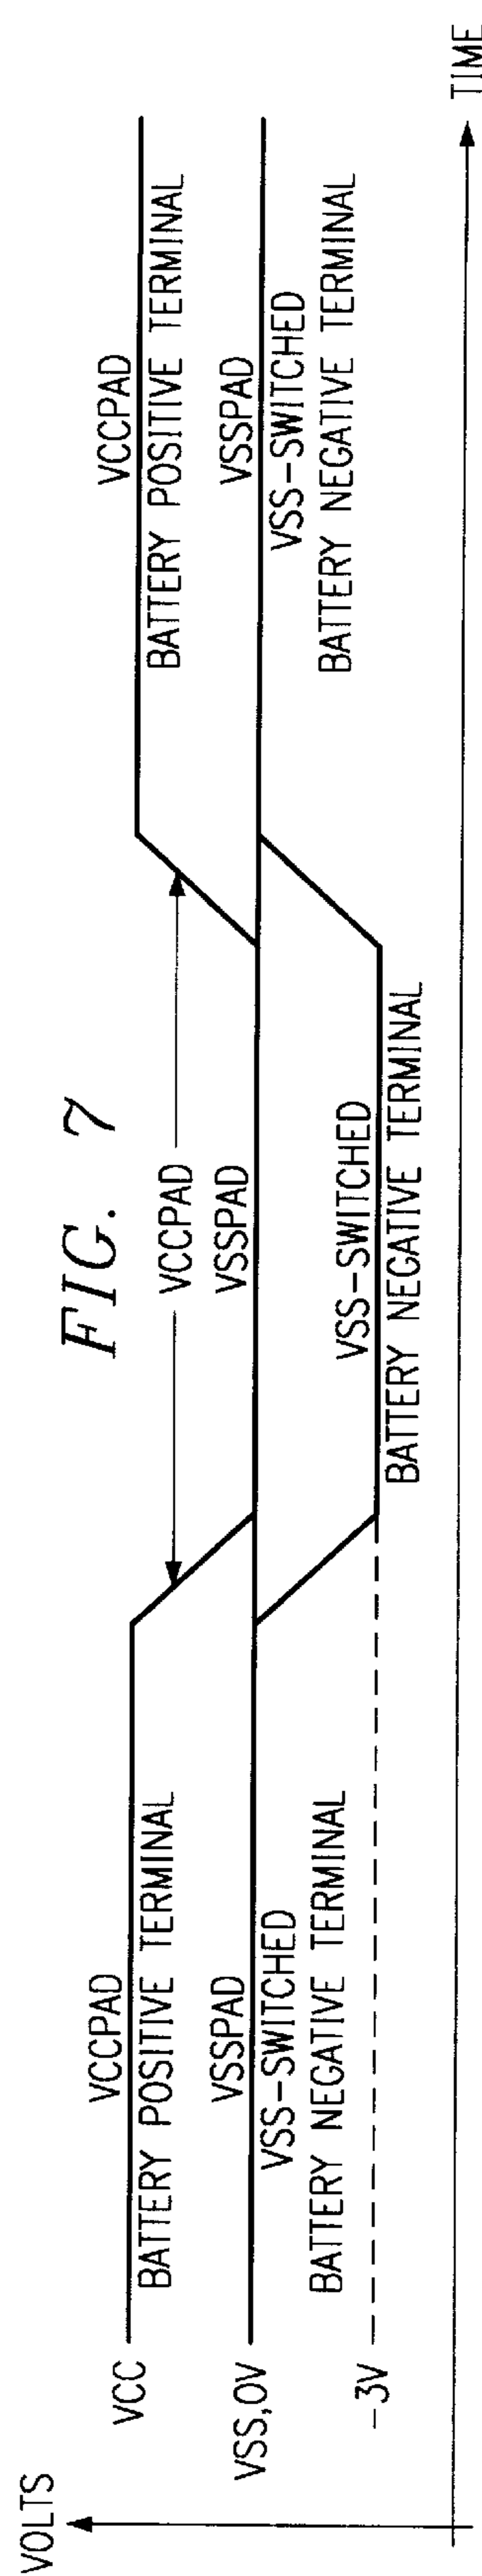 FIG. 7
VOLTS
VCC
VCCPAD
BATTERY POSITIVE TERMINAL
VCCPAD
VCCPAD
BATTERY POSITIVE TERMINAL
VSS,0V
VSSPAD
VSS-SWITCHED
BATTERY NEGATIVE TERMINAL
VSSPAD
VSSPAD
VSS-SWITCHED
BATTERY NEGATIVE TERMINAL
-3V
VSS-SWITCHED
BATTERY NEGATIVE TERMINAL
TIME